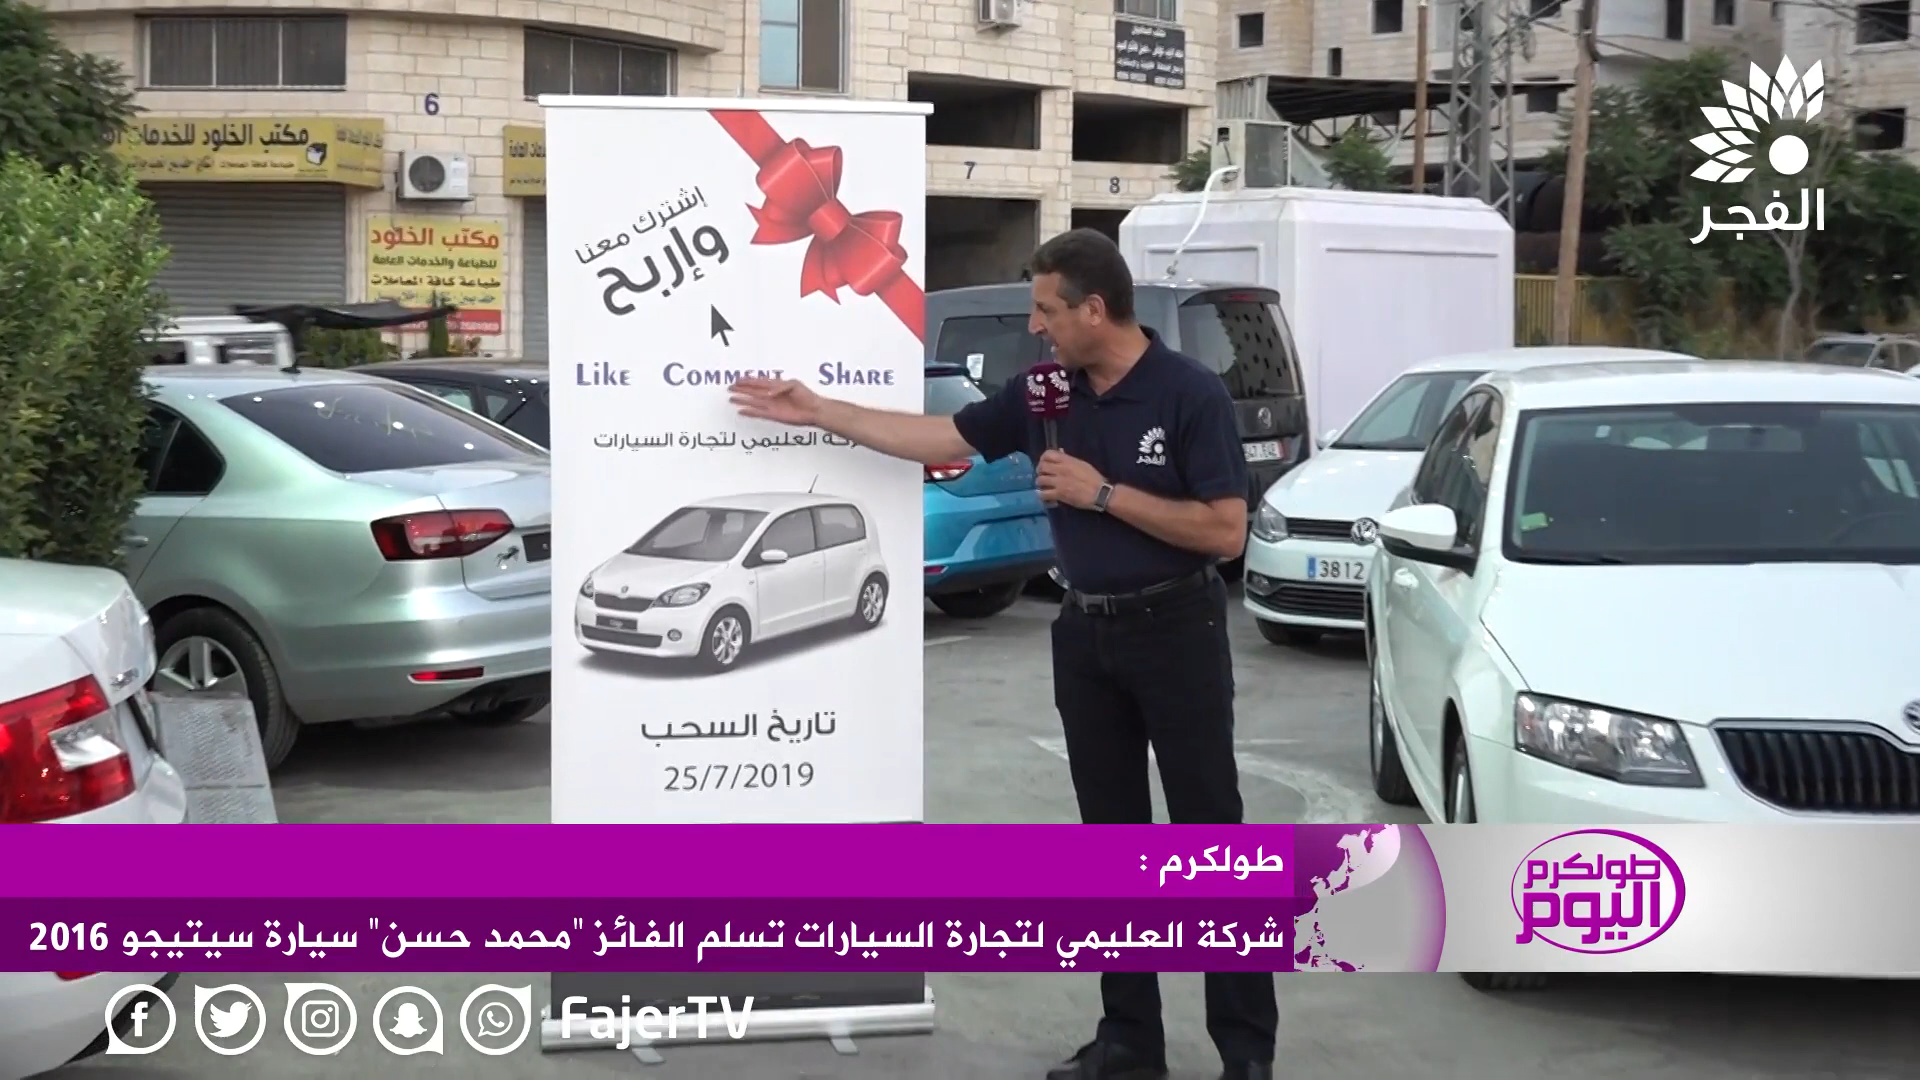 6
7
8
مكتب الخلود للخدمات
العامة
مكتب الخلود
للطباعة والخدمات العامة
طباعة كافة المعاملات
الفجر
إشترك معنا
وإربح
Like Comment Share
العليمي لتجارة السيارات
تاريخ السحب
25/7/2019
الفجر
3812
طولكرم :
شركة العليمي لتجارة السيارات تسلم الفائز "محمد حسن" سيارة سيتيجو 2016
طولكرم
اليوم
FajerTV